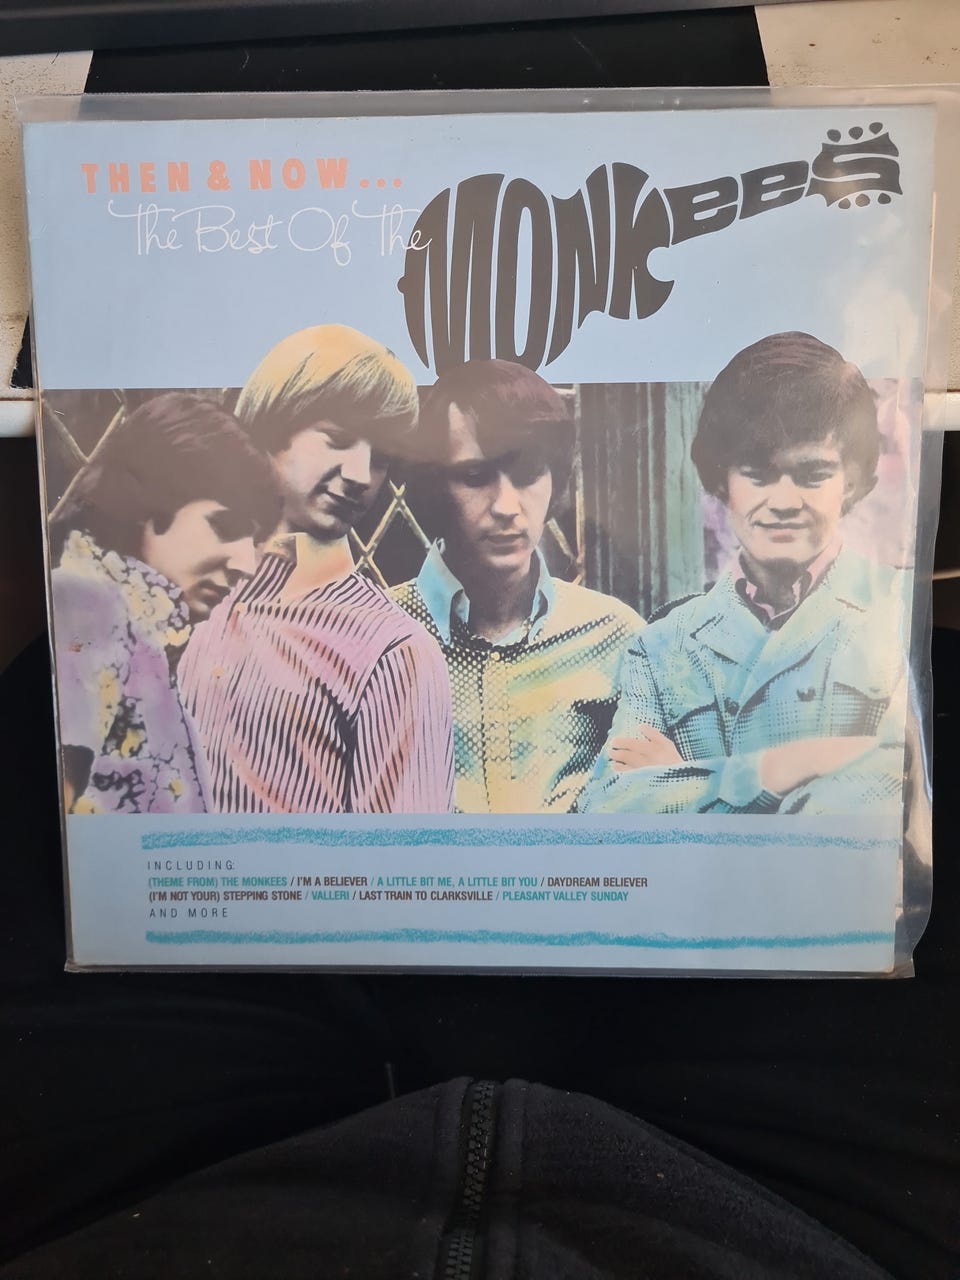 THEN & NOW...
The Best Of The
MONKEES
INCLUDING:
(THEME FROM) THE MONKEES / I'M A BELIEVER / A LITTLE BIT ME, A LITTLE BIT YOU / DAYDREAM BELIEVER
(I'M NOT YOUR) STEPPING STONE / VALLERI / LAST TRAIN TO CLARKSVILLE / PLEASANT VALLEY SUNDAY
AND MORE